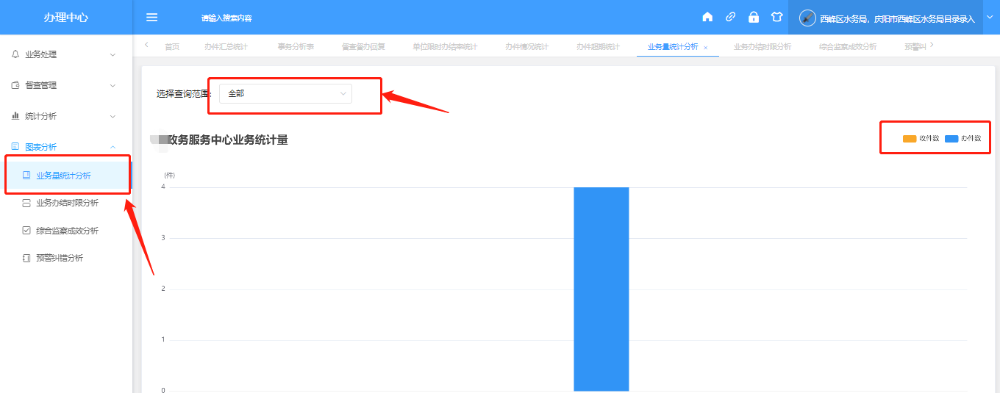 办理中心
请输入搜索内容
西峰区水务局，庆阳市西峰区水务局目录录入
首页 办件汇总统计 事务分析表 督查督办回复 单位限时办结率统计 办件情况统计 办件超期统计 业务量统计分析 × 业务办结时限分析 综合监察成效分析 预警纠
业务处理
督查管理
统计分析
图表分析
业务量统计分析
业务办结时限分析
综合监察成效分析
预警纠错分析
选择查询范围: 全部
政务服务中心业务统计量
收件数 办件数
(件)
4
3
2
1
0